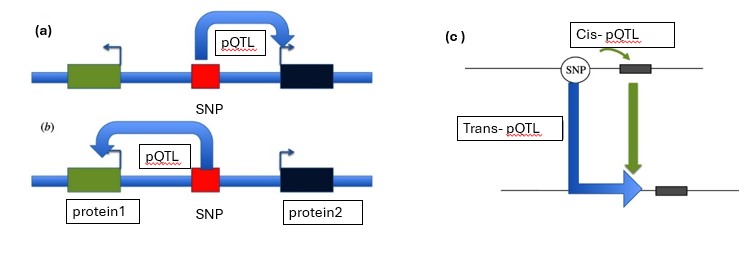 (a)
pQTL
SNP
(b)
pQTL
protein1
SNP
protein2
(c )
Cis- pQTL
SNP
Trans- pQTL